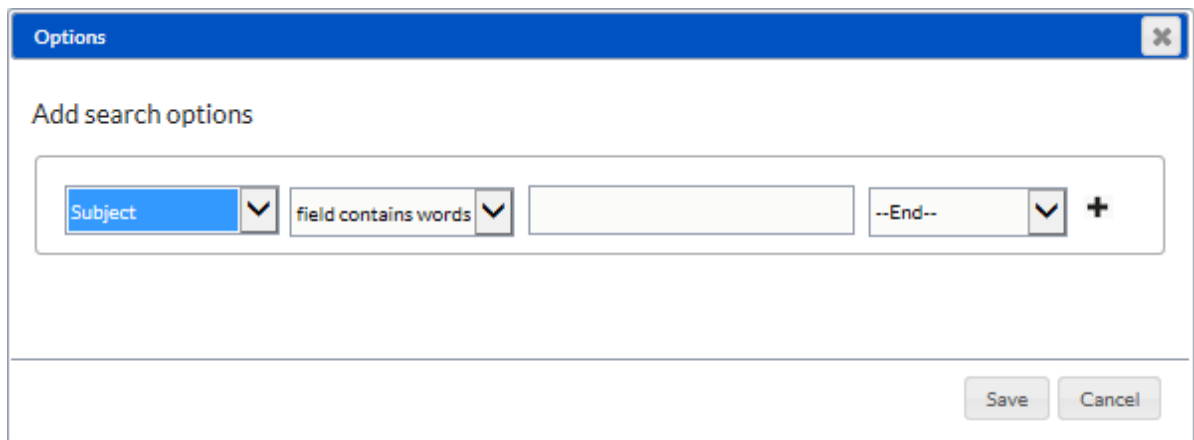 Options
Add search options
Subject field contains words --End--
Save Cancel